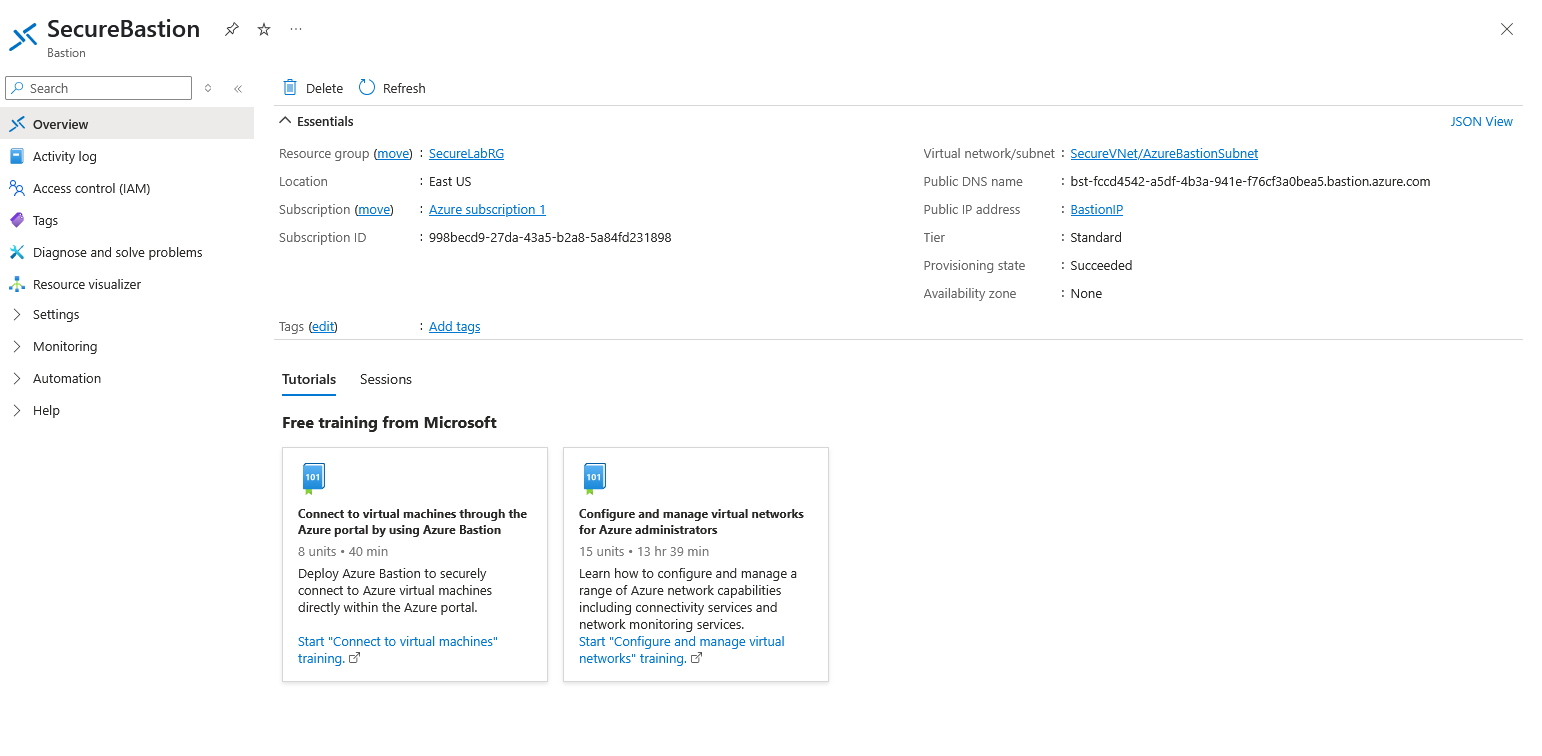 SecureBastion
Bastion
Search
Overview
Activity log
Access control (IAM)
Tags
Diagnose and solve problems
Resource visualizer
Settings
Monitoring
Automation
Help
Delete Refresh
Essentials
JSON View
Resource group (move) : SecureLabRG
Location : East US
Subscription (move) : Azure subscription 1
Subscription ID : 998becd9-27da-43a5-b2a8-5a84fd231898
Virtual network/subnet : SecureVNet/AzureBastionSubnet
Public DNS name : bst-fccd4542-a5df-4b3a-941e-f76cf3a0bea5.bastion.azure.com
Public IP address : BastionIP
Tier : Standard
Provisioning state : Succeeded
Availability zone : None
Tags (edit) : Add tags
Tutorials Sessions
Free training from Microsoft
101
Connect to virtual machines through the
Azure portal by using Azure Bastion
8 units • 40 min
Deploy Azure Bastion to securely
connect to Azure virtual machines
directly within the Azure portal.
Start "Connect to virtual machines"
training.
101
Configure and manage virtual networks
for Azure administrators
15 units • 13 hr 39 min
Learn how to configure and manage a
range of Azure network capabilities
including connectivity services and
network monitoring services.
Start "Configure and manage virtual
networks" training.